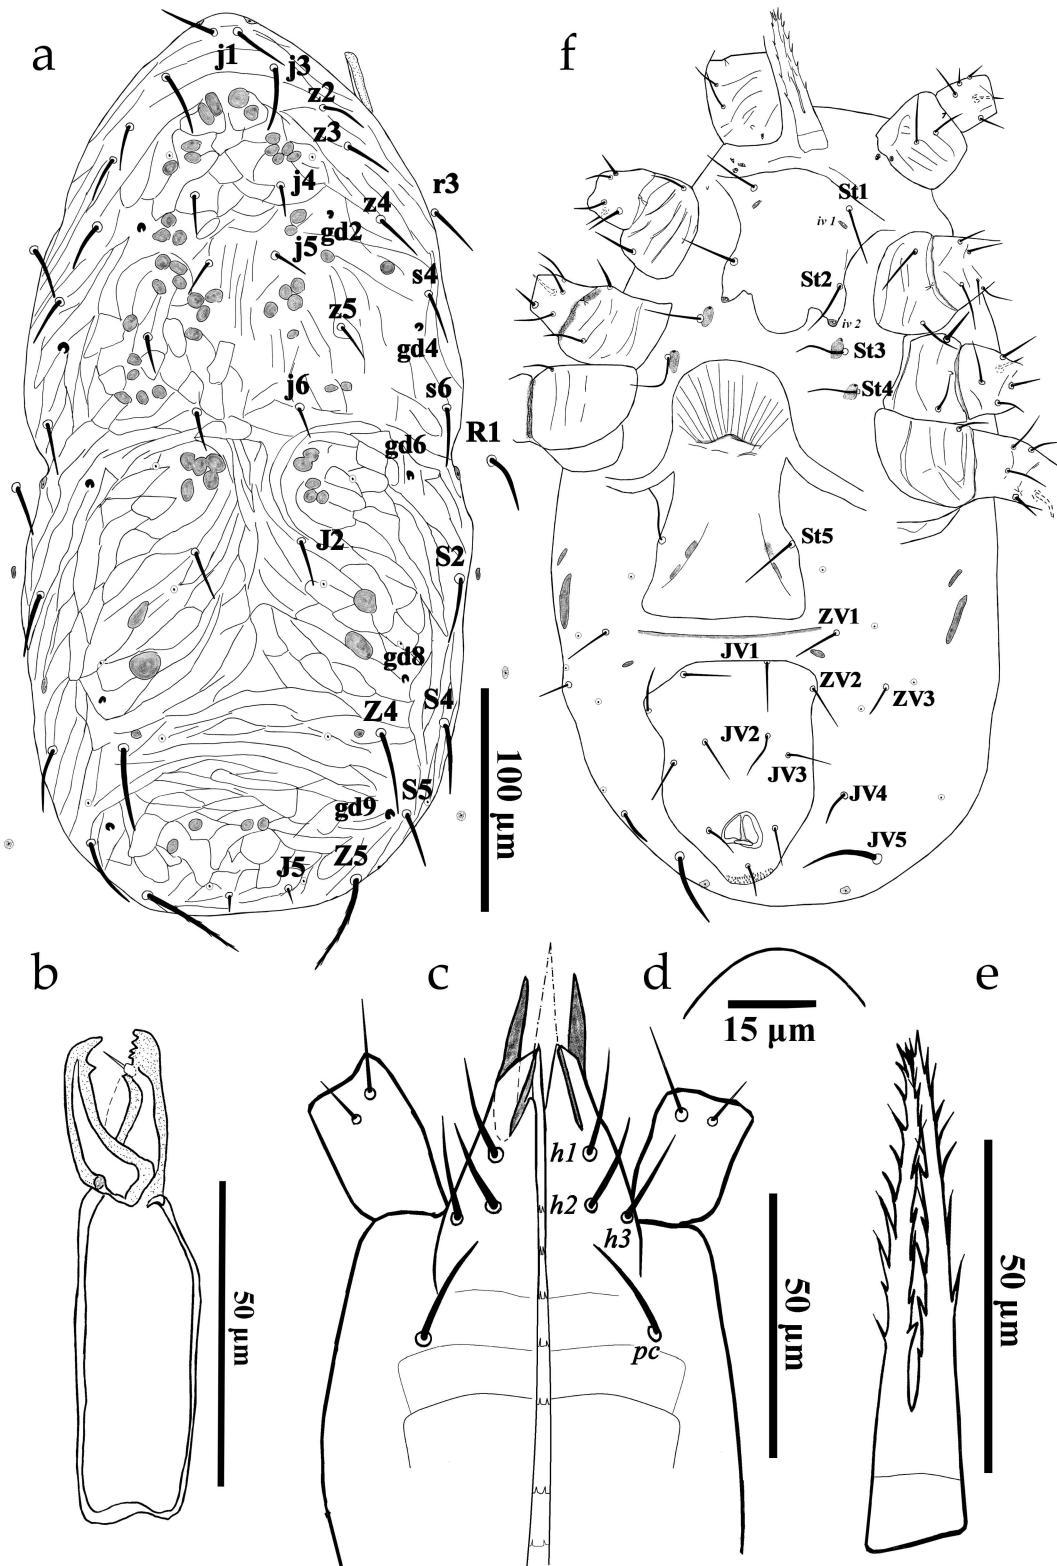 a
j1
j3
z2
z3
j4
z4
r3
gd2
j5
s4
z5
gd4
j6
s6
gd6
R1
J2
S2
gd8
Z4
S4
S5
gd9
J5
Z5
100 µm
f
St1
iv 1
St2
iv 2
St3
St4
St5
ZV1
JV1
ZV2
ZV3
JV2
JV3
JV4
JV5
b
50 µm
c
h1
h2
h3
pc
50 µm
d
15 µm
e
50 µm